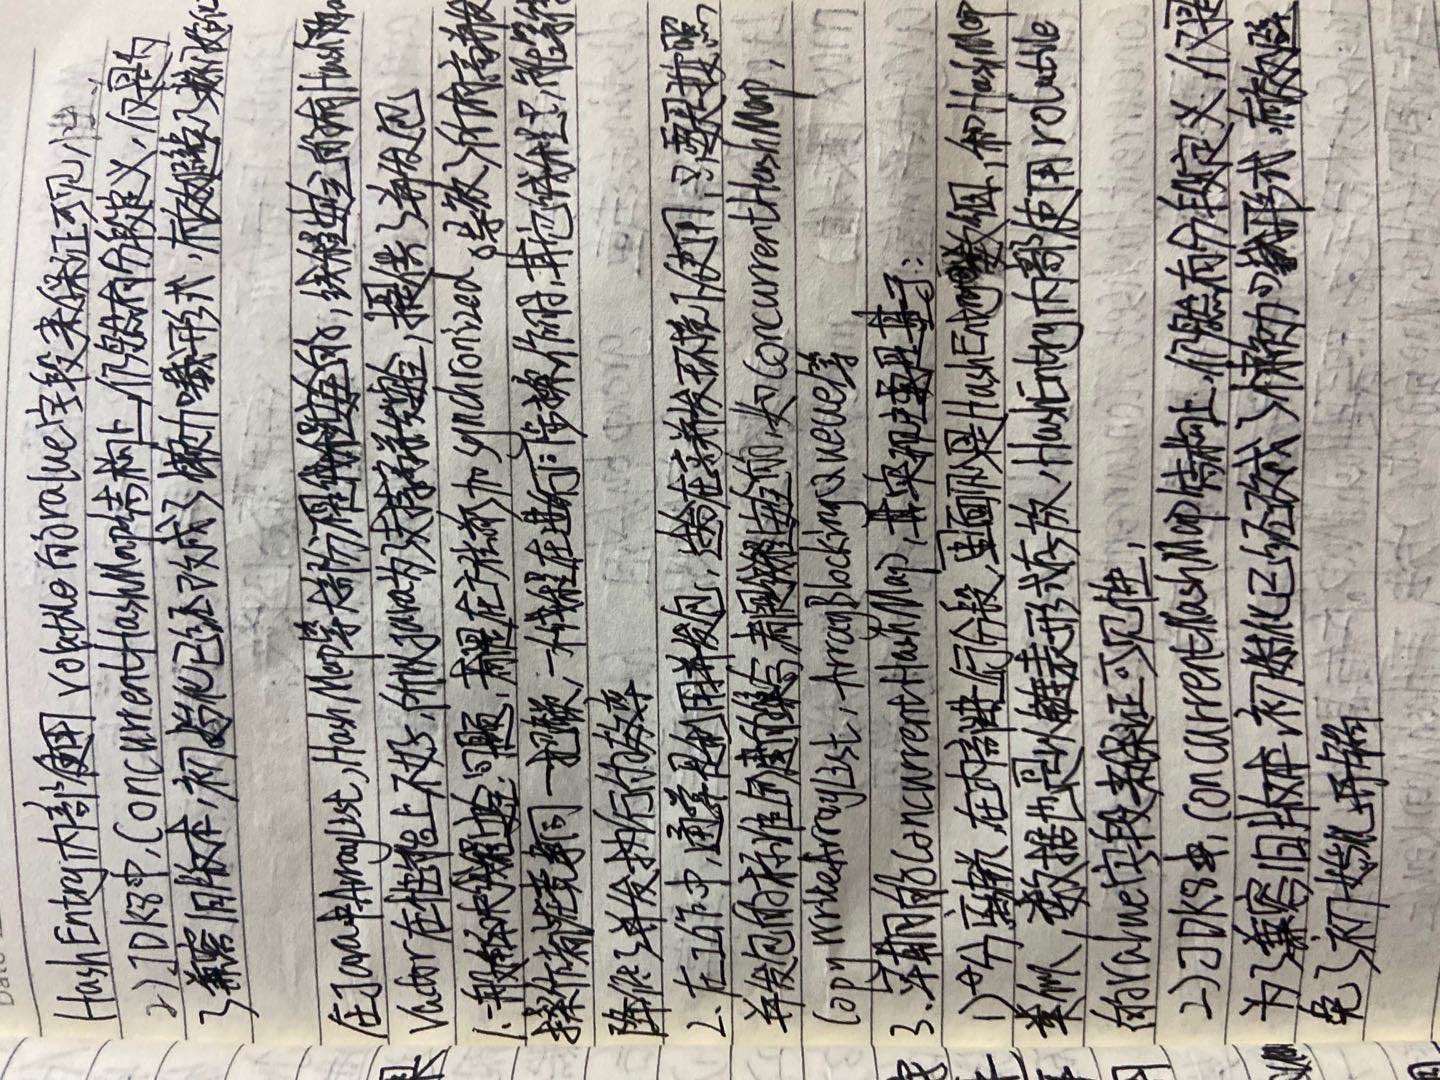 Date
HashEntry内部使用 volatile的value字段来保证可见性、
2)JDK8中,ConcurrentHashMap结构上,仍然有分段定义,仅是为
了兼容旧版本,初始化已经改成了懒加载形式,有效避免了
在Java中ArrayList,HashMap等大部分不是线程安全的,线程安全的有Hash
Vactor在性能上不好,所以java为了支持高并发安全,提供了并发包
1.一般解决线程安全问题,都是在方法前加synchronized。导致了所有高并发
操作都在竞争同一把锁,一个线程在进行同步操作时,其它线程只能等待
降低了并发执行的效率
2.在工作中,通常是利用并发包,适合在高并发环境下使用,只要是按照
并发包的标准创建的集合都是线程安全的,如ConcurrentHashMap,
CopyWriteArrayList,ArrayBlockingQueue等
3.早期的ConcurrentHashMap,其实现主要是基于:
1)分离锁,在内部进行分段,里面则是HashEntry数组,和HashMap
类似,数据也是以链表形式存放,HashEntry内部使用volatile
的value字段来保证可见性,
2)JDK8中,ConcurrentHashMap结构上,仍然有分段定义,仅是
为了兼容旧版本,初始化已经改成了懒加载形式,有效避
免了初始化开销